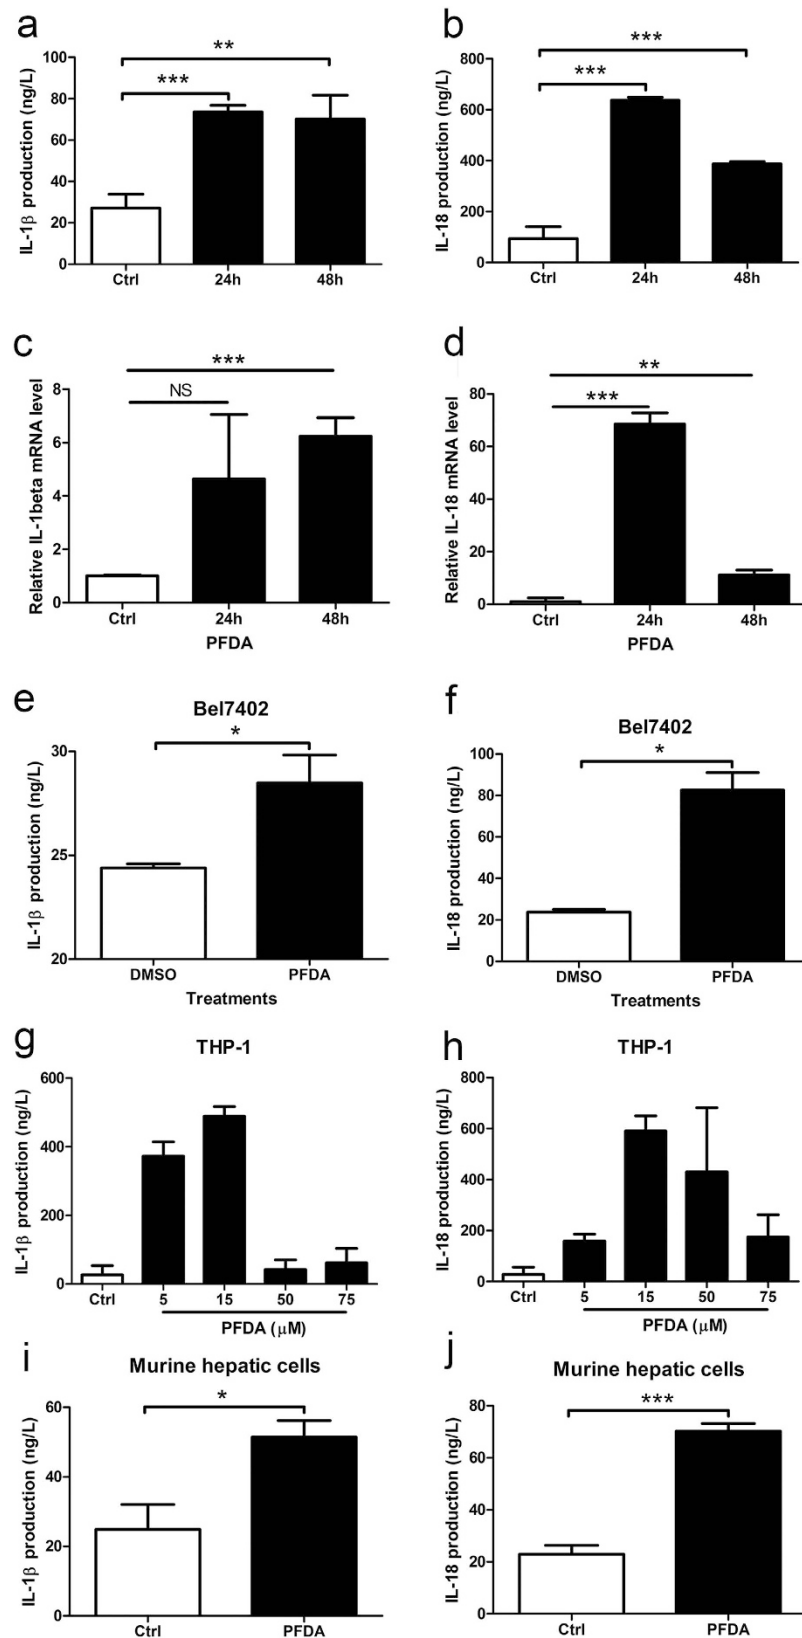 a
**
***
100
80
60
40
20
0
IL-1β production (ng/L)
Ctrl 24h 48h
b
***
***
800
600
400
200
0
IL-18 production (ng/L)
Ctrl 24h 48h
c
***
NS
8
6
4
2
0
Relative IL-1beta mRNA level
Ctrl 24h 48h
PFDA
d
**
***
80
60
40
20
0
Relative IL-18 mRNA level
Ctrl 24h 48h
PFDA
e
Bel7402
*
30
25
20
IL-1β production (ng/L)
DMSO PFDA
Treatments
f
Bel7402
*
100
80
60
40
20
0
IL-18 production (ng/L)
DMSO PFDA
Treatments
g
THP-1
600
400
200
0
IL-1β production (ng/L)
Ctrl 5 15 50 75
PFDA (μM)
h
THP-1
800
600
400
200
0
IL-18 production (ng/L)
Ctrl 5 15 50 75
PFDA (μM)
i
Murine hepatic cells
*
60
40
20
0
IL-1β production (ng/L)
Ctrl PFDA
j
Murine hepatic cells
***
80
60
40
20
0
IL-18 production (ng/L)
Ctrl PFDA